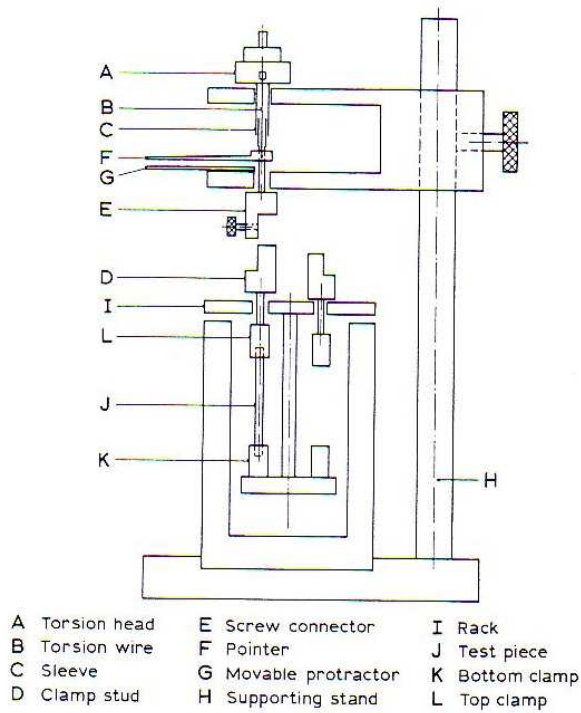 A
B
C
F
G
E
D
I
L
J
K
H
A Torsion head
B Torsion wire
C Sleeve
D Clamp stud
E Screw connector
F Pointer
G Movable protractor
H Supporting stand
I Rack
J Test piece
K Bottom clamp
L Top clamp